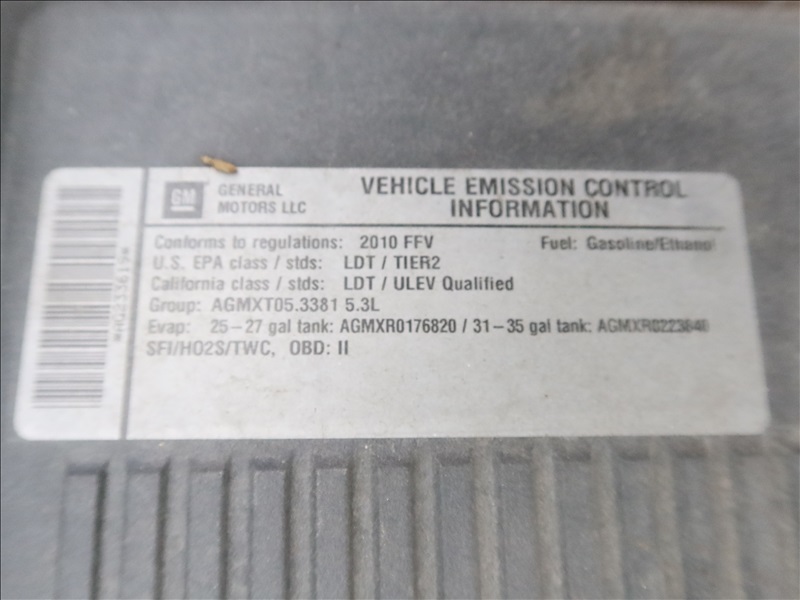 GM
GENERAL
MOTORS LLC
VEHICLE EMISSION CONTROL
INFORMATION
Conforms to regulations: 2010 FFV
Fuel: Gasoline/Ethanol
U.S. EPA class / stds: LDT / TIER2
California class / stds: LDT / ULEV Qualified
Group: AGMXT05.3381 5.3L
Evap: 25-27 gal tank: AGMXR0176820 / 31-35 gal tank:
SFI/HO2S/TWC, OBD: II